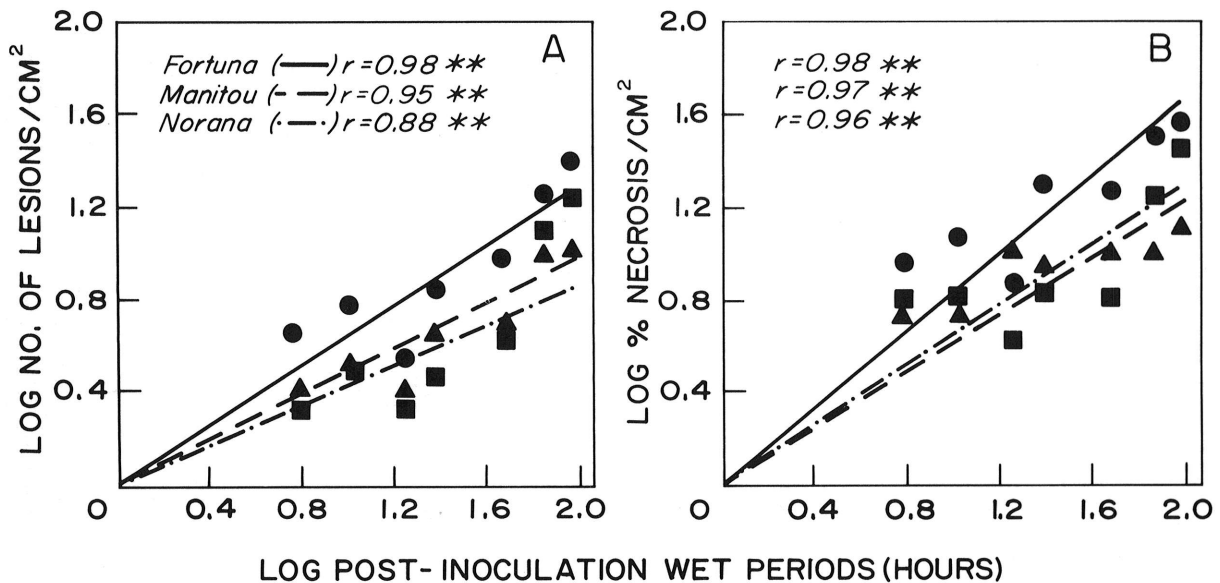 LOG NO. OF LESIONS/CM²
2.0
1.6
1.2
0.8
0.4
0
0.4
0.8
1.2
1.6
2.0
A
Fortuna (——) r=0.98 **
Manitou (– –) r=0.95 **
Norana (·—·) r=0.88 **
LOG % NECROSIS/CM²
2.0
1.6
1.2
0.8
0.4
0
0.4
0.8
1.2
1.6
2.0
B
r=0.98 **
r=0.97 **
r=0.96 **
LOG POST-INOCULATION WET PERIODS (HOURS)